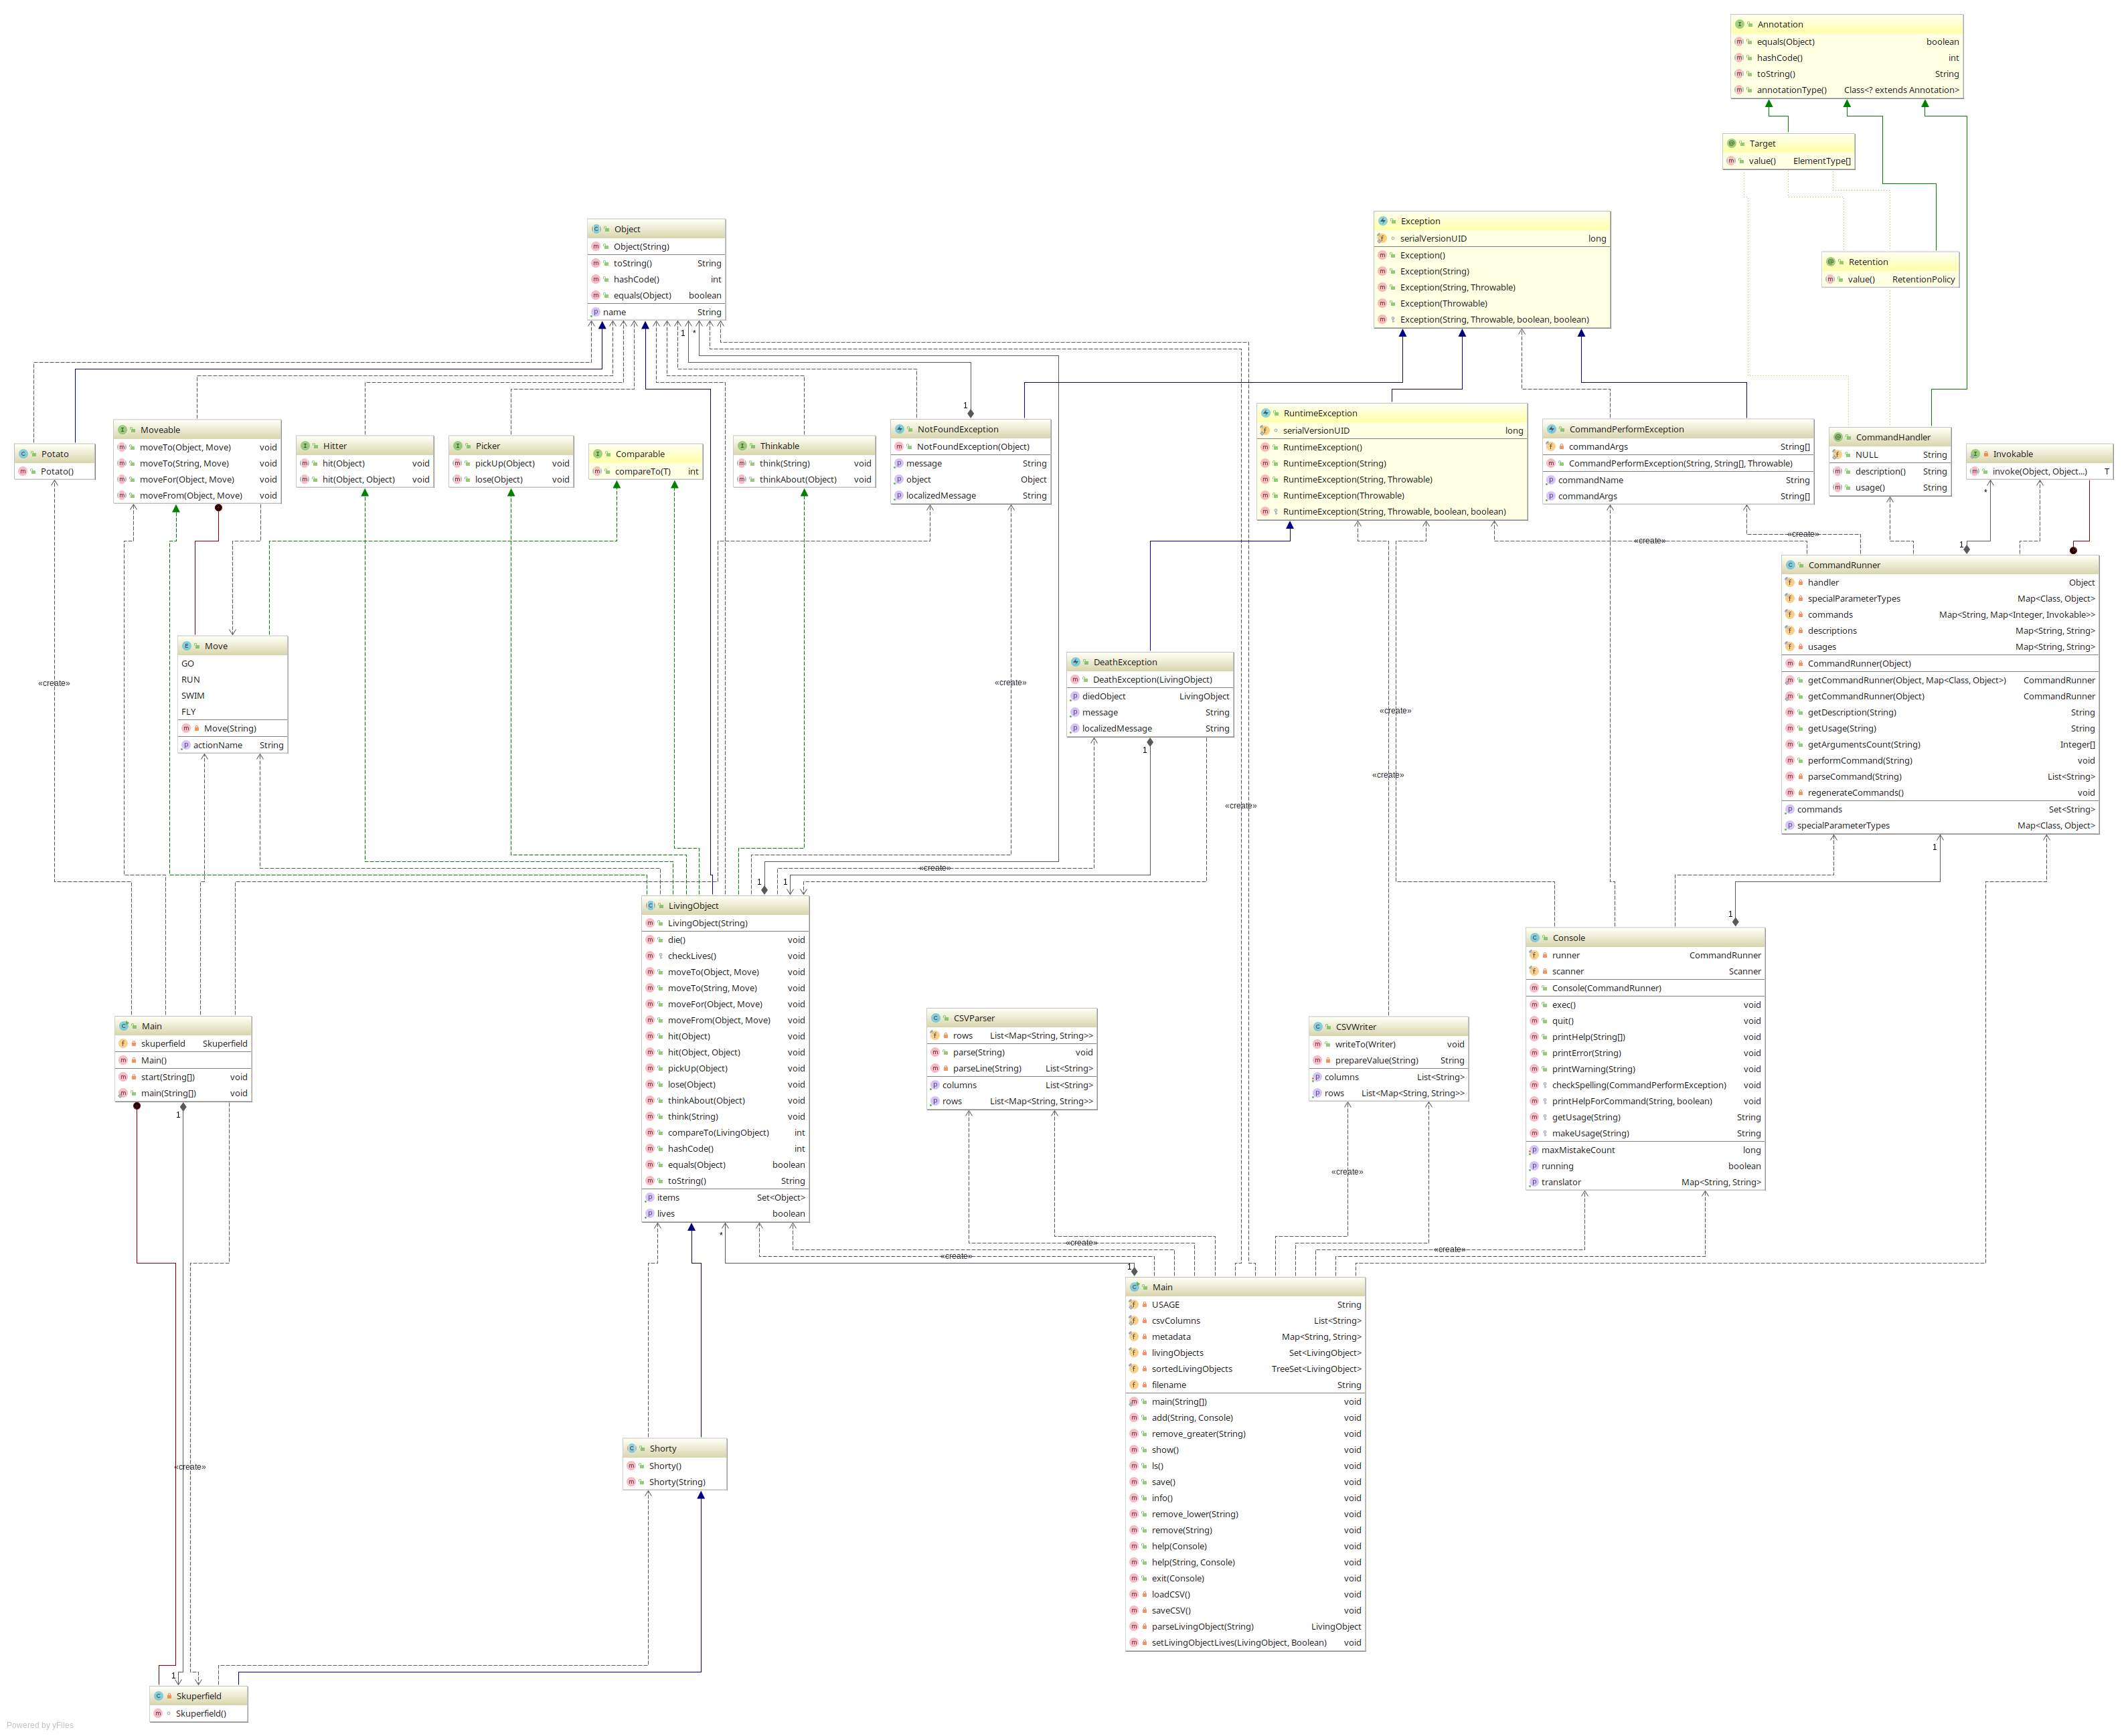 Annotation
equals(Object) boolean
hashCode() int
toString() String
annotationType() Class<? extends Annotation>
Target
value() ElementType[]
Retention
value() RetentionPolicy
Object
Object(String)
toString() String
hashCode() int
equals(Object) boolean
name String
1
*
Exception
serialVersionUID long
Exception()
Exception(String)
Exception(String, Throwable)
Exception(Throwable)
Exception(String, Throwable, boolean, boolean)
Potato
Potato()
Moveable
moveTo(Object, Move) void
moveTo(String, Move) void
moveFor(Object, Move) void
moveFrom(Object, Move) void
Hitter
hit(Object) void
hit(Object, Object) void
Picker
pickUp(Object) void
lose(Object) void
Comparable
compareTo(T) int
Thinkable
think(String) void
thinkAbout(Object) void
1
NotFoundException
NotFoundException(Object)
message String
object Object
localizedMessage String
RuntimeException
serialVersionUID long
RuntimeException()
RuntimeException(String)
RuntimeException(String, Throwable)
RuntimeException(Throwable)
RuntimeException(String, Throwable, boolean, boolean)
CommandPerformException
commandArgs String[]
CommandPerformException(String, String[], Throwable)
commandName String
commandArgs String[]
CommandHandler
NULL String
description() String
usage() String
Invokable
invoke(Object, Object...) T
*
1
«create»
«create»
CommandRunner
handler Object
specialParameterTypes Map<Class, Object>
commands Map<String, Map<Integer, Invokable>>
descriptions Map<String, String>
usages Map<String, String>
CommandRunner(Object)
getCommandRunner(Object, Map<Class, Object>) CommandRunner
getCommandRunner(Object) CommandRunner
getDescription(String) String
getUsage(String) String
getArgumentsCount(String) Integer[]
performCommand(String) void
parseCommand(String) List<String>
regenerateCommands() void
commands Set<String>
specialParameterTypes Map<Class, Object>
1
Move
GO
RUN
SWIM
FLY
Move(String)
actionName String
«create»
«create»
DeathException
DeathException(LivingObject)
diedObject LivingObject
message String
localizedMessage String
1
«create»
«create»
«create»
«create»
1
1
LivingObject
LivingObject(String)
die() void
checkLives() void
moveTo(Object, Move) void
moveTo(String, Move) void
moveFor(Object, Move) void
moveFrom(Object, Move) void
hit(Object) void
hit(Object, Object) void
pickUp(Object) void
lose(Object) void
thinkAbout(Object) void
think(String) void
compareTo(LivingObject) int
hashCode() int
equals(Object) boolean
toString() String
items Set<Object>
lives boolean
*
1
Console
runner CommandRunner
scanner Scanner
Console(CommandRunner)
exec() void
quit() void
printHelp(String[]) void
printError(String) void
printWarning(String) void
checkSpelling(CommandPerformException) void
printHelpForCommand(String, boolean) void
getUsage(String) String
makeUsage(String) String
maxMistakeCount long
running boolean
translator Map<String, String>
Main
skuperfield Skuperfield
Main()
start(String[]) void
main(String[]) void
1
CSVParser
rows List<Map<String, String>>
parse(String) void
parseLine(String) List<String>
columns List<String>
rows List<Map<String, String>>
CSVWriter
writeTo(Writer) void
prepareValue(String) String
columns List<String>
rows List<Map<String, String>>
«create»
«create»
«create»
«create»
1
Main
USAGE String
csvColumns List<String>
metadata Map<String, String>
livingObjects Set<LivingObject>
sortedLivingObjects TreeSet<LivingObject>
filename String
main(String[]) void
add(String, Console) void
remove_greater(String) void
show() void
ls() void
save() void
info() void
remove_lower(String) void
remove(String) void
help(Console) void
help(String, Console) void
exit(Console) void
loadCSV() void
saveCSV() void
parseLivingObject(String) LivingObject
setLivingObjectLives(LivingObject, Boolean) void
Shorty
Shorty()
Shorty(String)
«create»
1
Skuperfield
Skuperfield()
Powered by yFiles